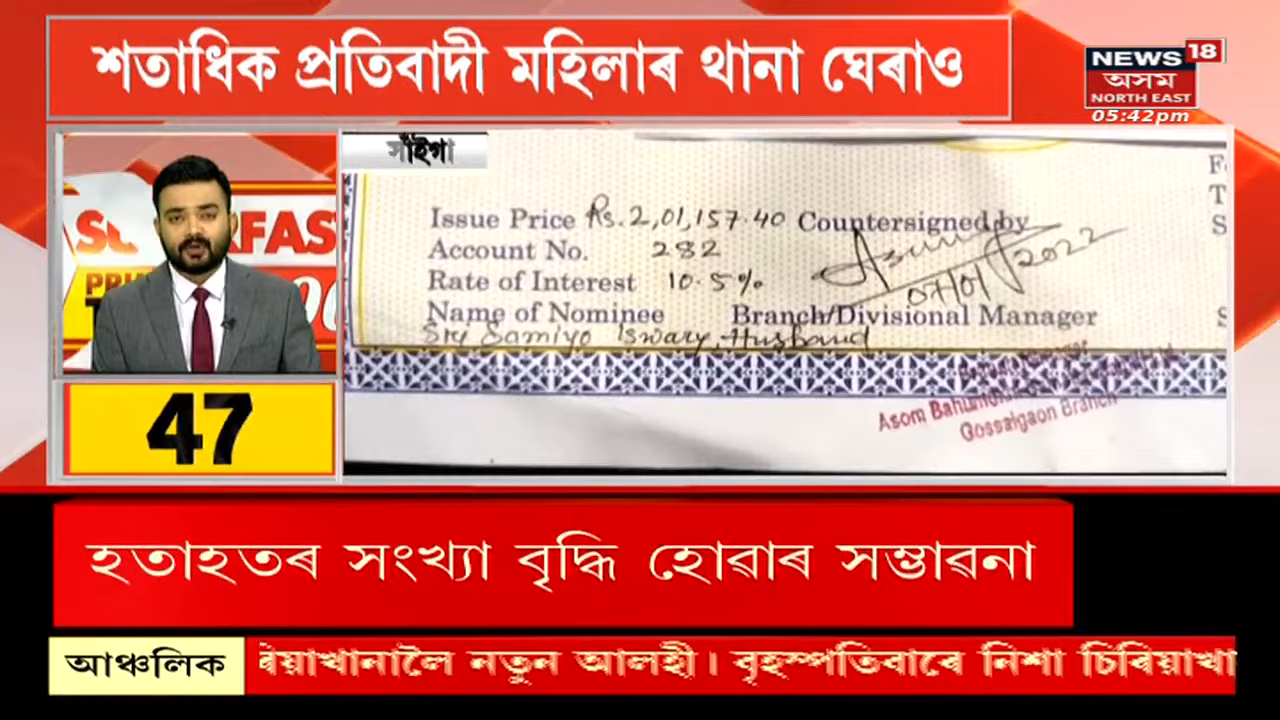 শতাধিক প্ৰতিবাদী মহিলাৰ থানা ঘেৰাও
NEWS 18
অসম
NORTH EAST
05:42pm
Issue Price Rs. 2,01,157.40 Countersigned by
Account No. 282
Rate of Interest 10.5%
07/01/2022
Name of Nominee Branch/Divisional Manager
Sri Samiyo Iswary, Husband
Asom
Gossaigaon Branch
47
হতাহতৰ সংখ্যা বৃদ্ধি হোৱাৰ সম্ভাৱনা
আঞ্চলিক
ৰিয়াখানালৈ নতুন আলহী। বৃহস্পতিবাৰে নিশা চিৰিয়াখা